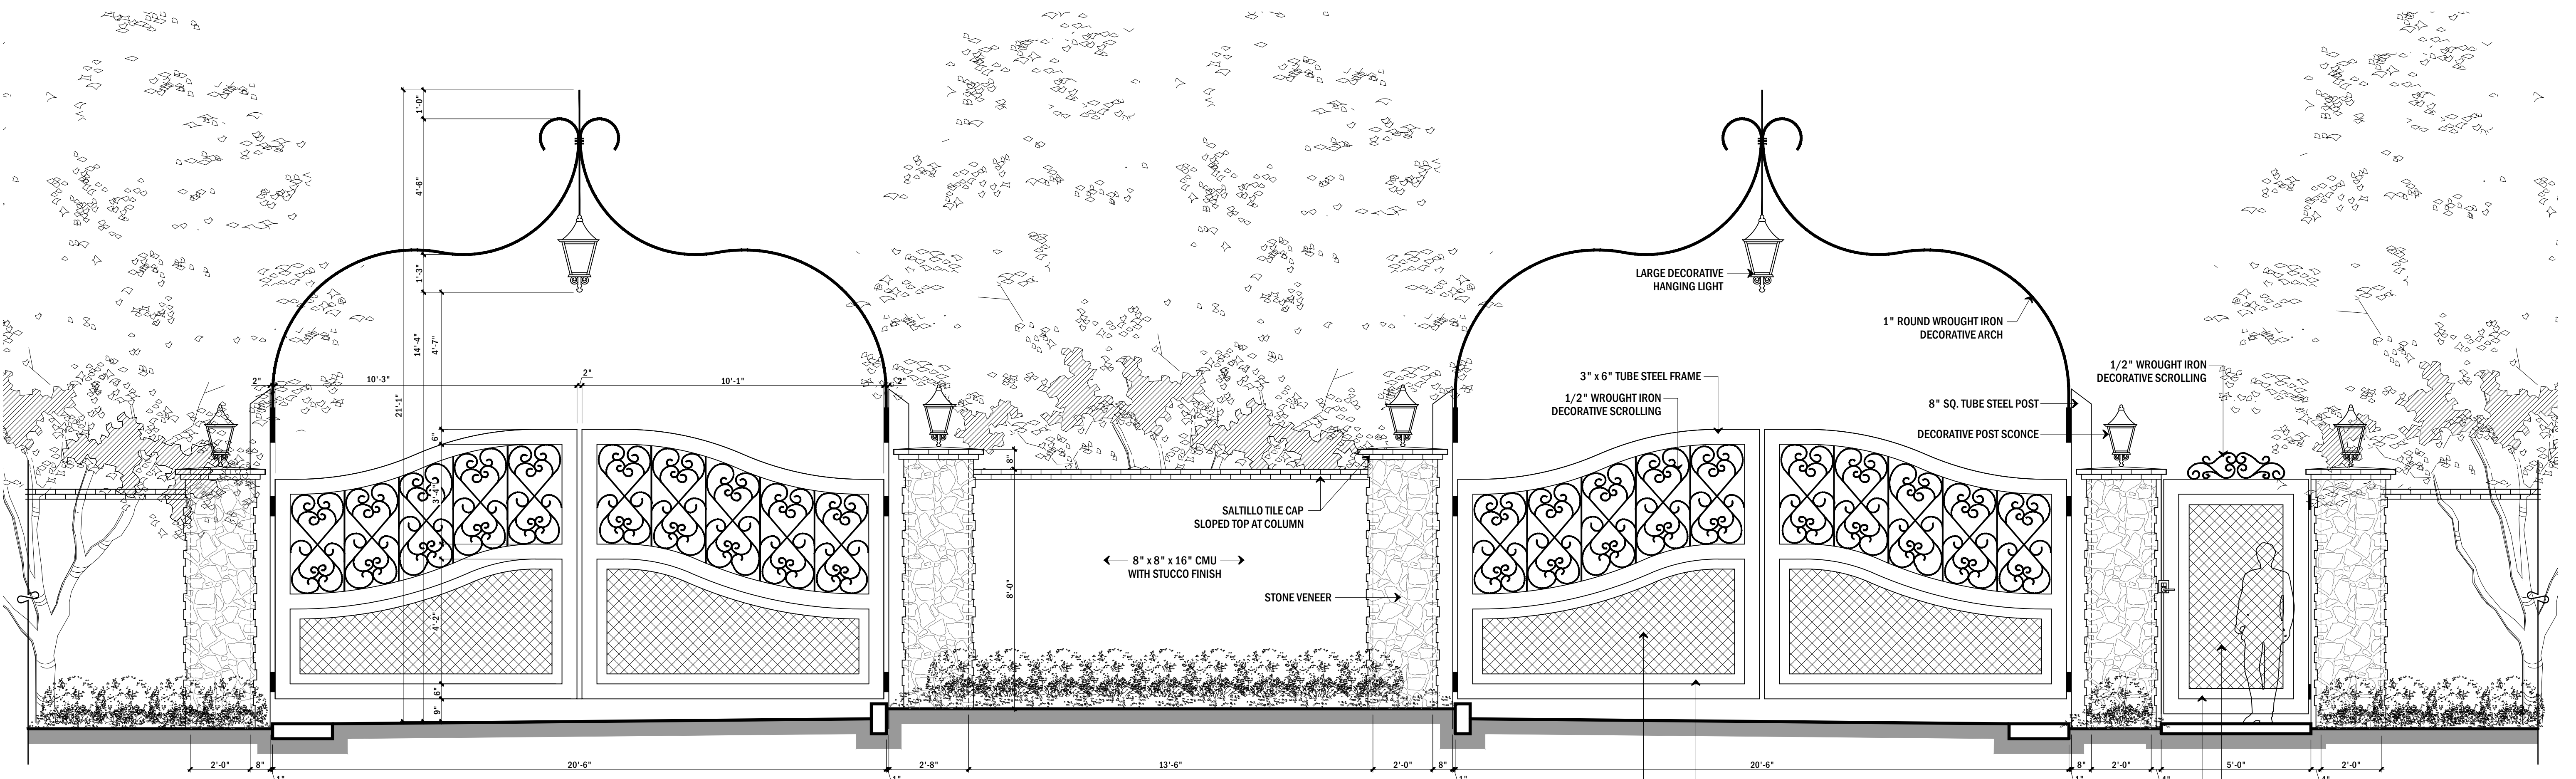 1'-0"
4'-6"
1'-3"
14'-4"
4'-7"
21'-1"
2"
10'-3"
2"
10'-1"
2"
6"
3'-4"
4'-2"
6"
9"
8"
8'-0"
LARGE DECORATIVE
HANGING LIGHT
1" ROUND WROUGHT IRON
DECORATIVE ARCH
3" x 6" TUBE STEEL FRAME
1/2" WROUGHT IRON
DECORATIVE SCROLLING
1/2" WROUGHT IRON
DECORATIVE SCROLLING
8" SQ. TUBE STEEL POST
DECORATIVE POST SCONCE
SALTILLO TILE CAP
SLOPED TOP AT COLUMN
8" x 8" x 16" CMU
WITH STUCCO FINISH
STONE VENEER
2'-0"
8"
20'-6"
2'-8"
13'-6"
2'-0"
8"
20'-6"
8"
2'-0"
5'-0"
2'-0"